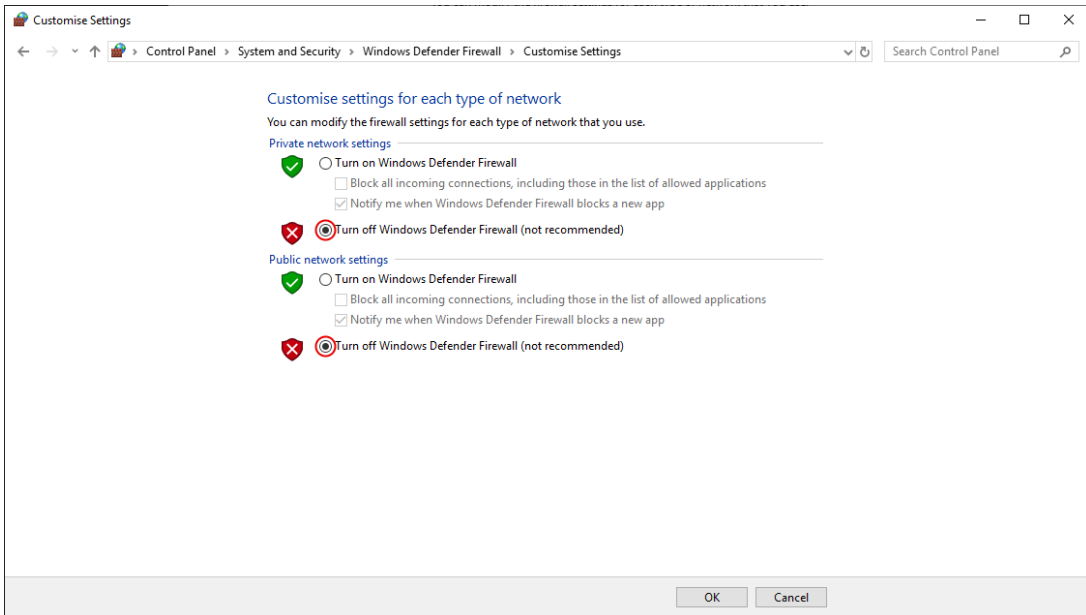 Customise Settings
Control Panel > System and Security > Windows Defender Firewall > Customise Settings
Search Control Panel
Customise settings for each type of network
You can modify the firewall settings for each type of network that you use.
Private network settings
Turn on Windows Defender Firewall
Block all incoming connections, including those in the list of allowed applications
Notify me when Windows Defender Firewall blocks a new app
Turn off Windows Defender Firewall (not recommended)
Public network settings
Turn on Windows Defender Firewall
Block all incoming connections, including those in the list of allowed applications
Notify me when Windows Defender Firewall blocks a new app
Turn off Windows Defender Firewall (not recommended)
OK Cancel